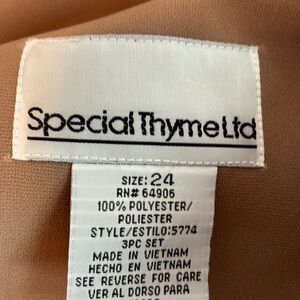 Special Thyme Ltd
SIZE: 24
RN# 64906
100% POLYESTER/
POLIESTER
STYLE/ESTILO:5774
3PC SET
MADE IN VIETNAM
HECHO EN VIETNAM
SEE REVERSE FOR CARE
VER AL DORSO PARA